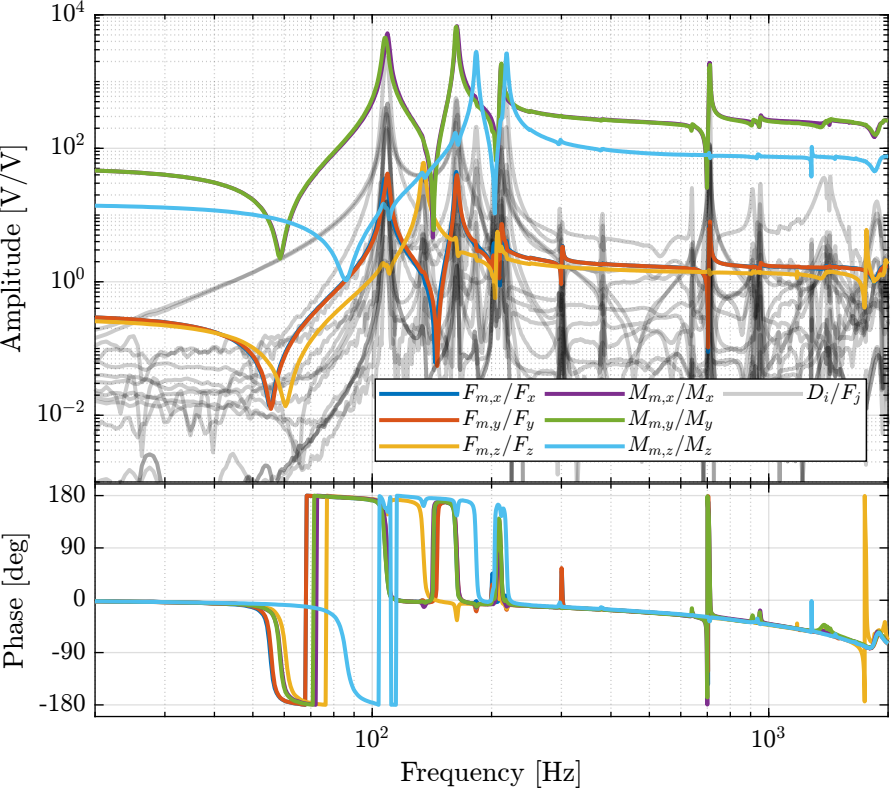 10^4
10^2
10^0
10^{-2}
Amplitude [V/V]
F_{m,x}/F_x M_{m,x}/M_x D_i/F_j
F_{m,y}/F_y M_{m,y}/M_y
F_{m,z}/F_z M_{m,z}/M_z
180
90
0
-90
-180
Phase [deg]
10^2 10^3
Frequency [Hz]